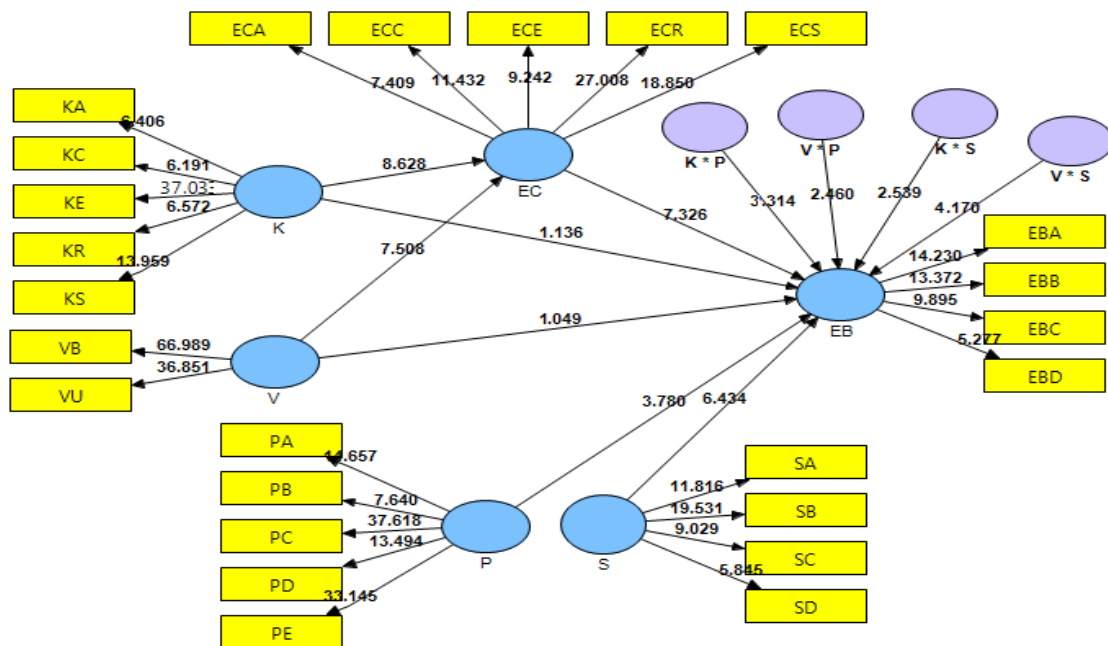 ECA
ECC
ECE
ECR
ECS
7.409
11.432
9.242
27.008
18.850
KA
KC
KE
KR
KS
6.406
6.191
6.572
13.959
K
8.628
EC
K * P
V * P
K * S
V * S
3.314
2.460
2.539
4.170
7.326
1.136
7.508
1.049
EB
EBA
EBB
EBC
EBD
14.230
13.372
9.895
5.277
VB
VU
66.989
36.851
V
3.780
6.434
PA
PB
PC
PD
PE
14.657
7.640
37.618
13.494
33.145
P
S
11.816
19.531
9.029
5.845
SA
SB
SC
SD